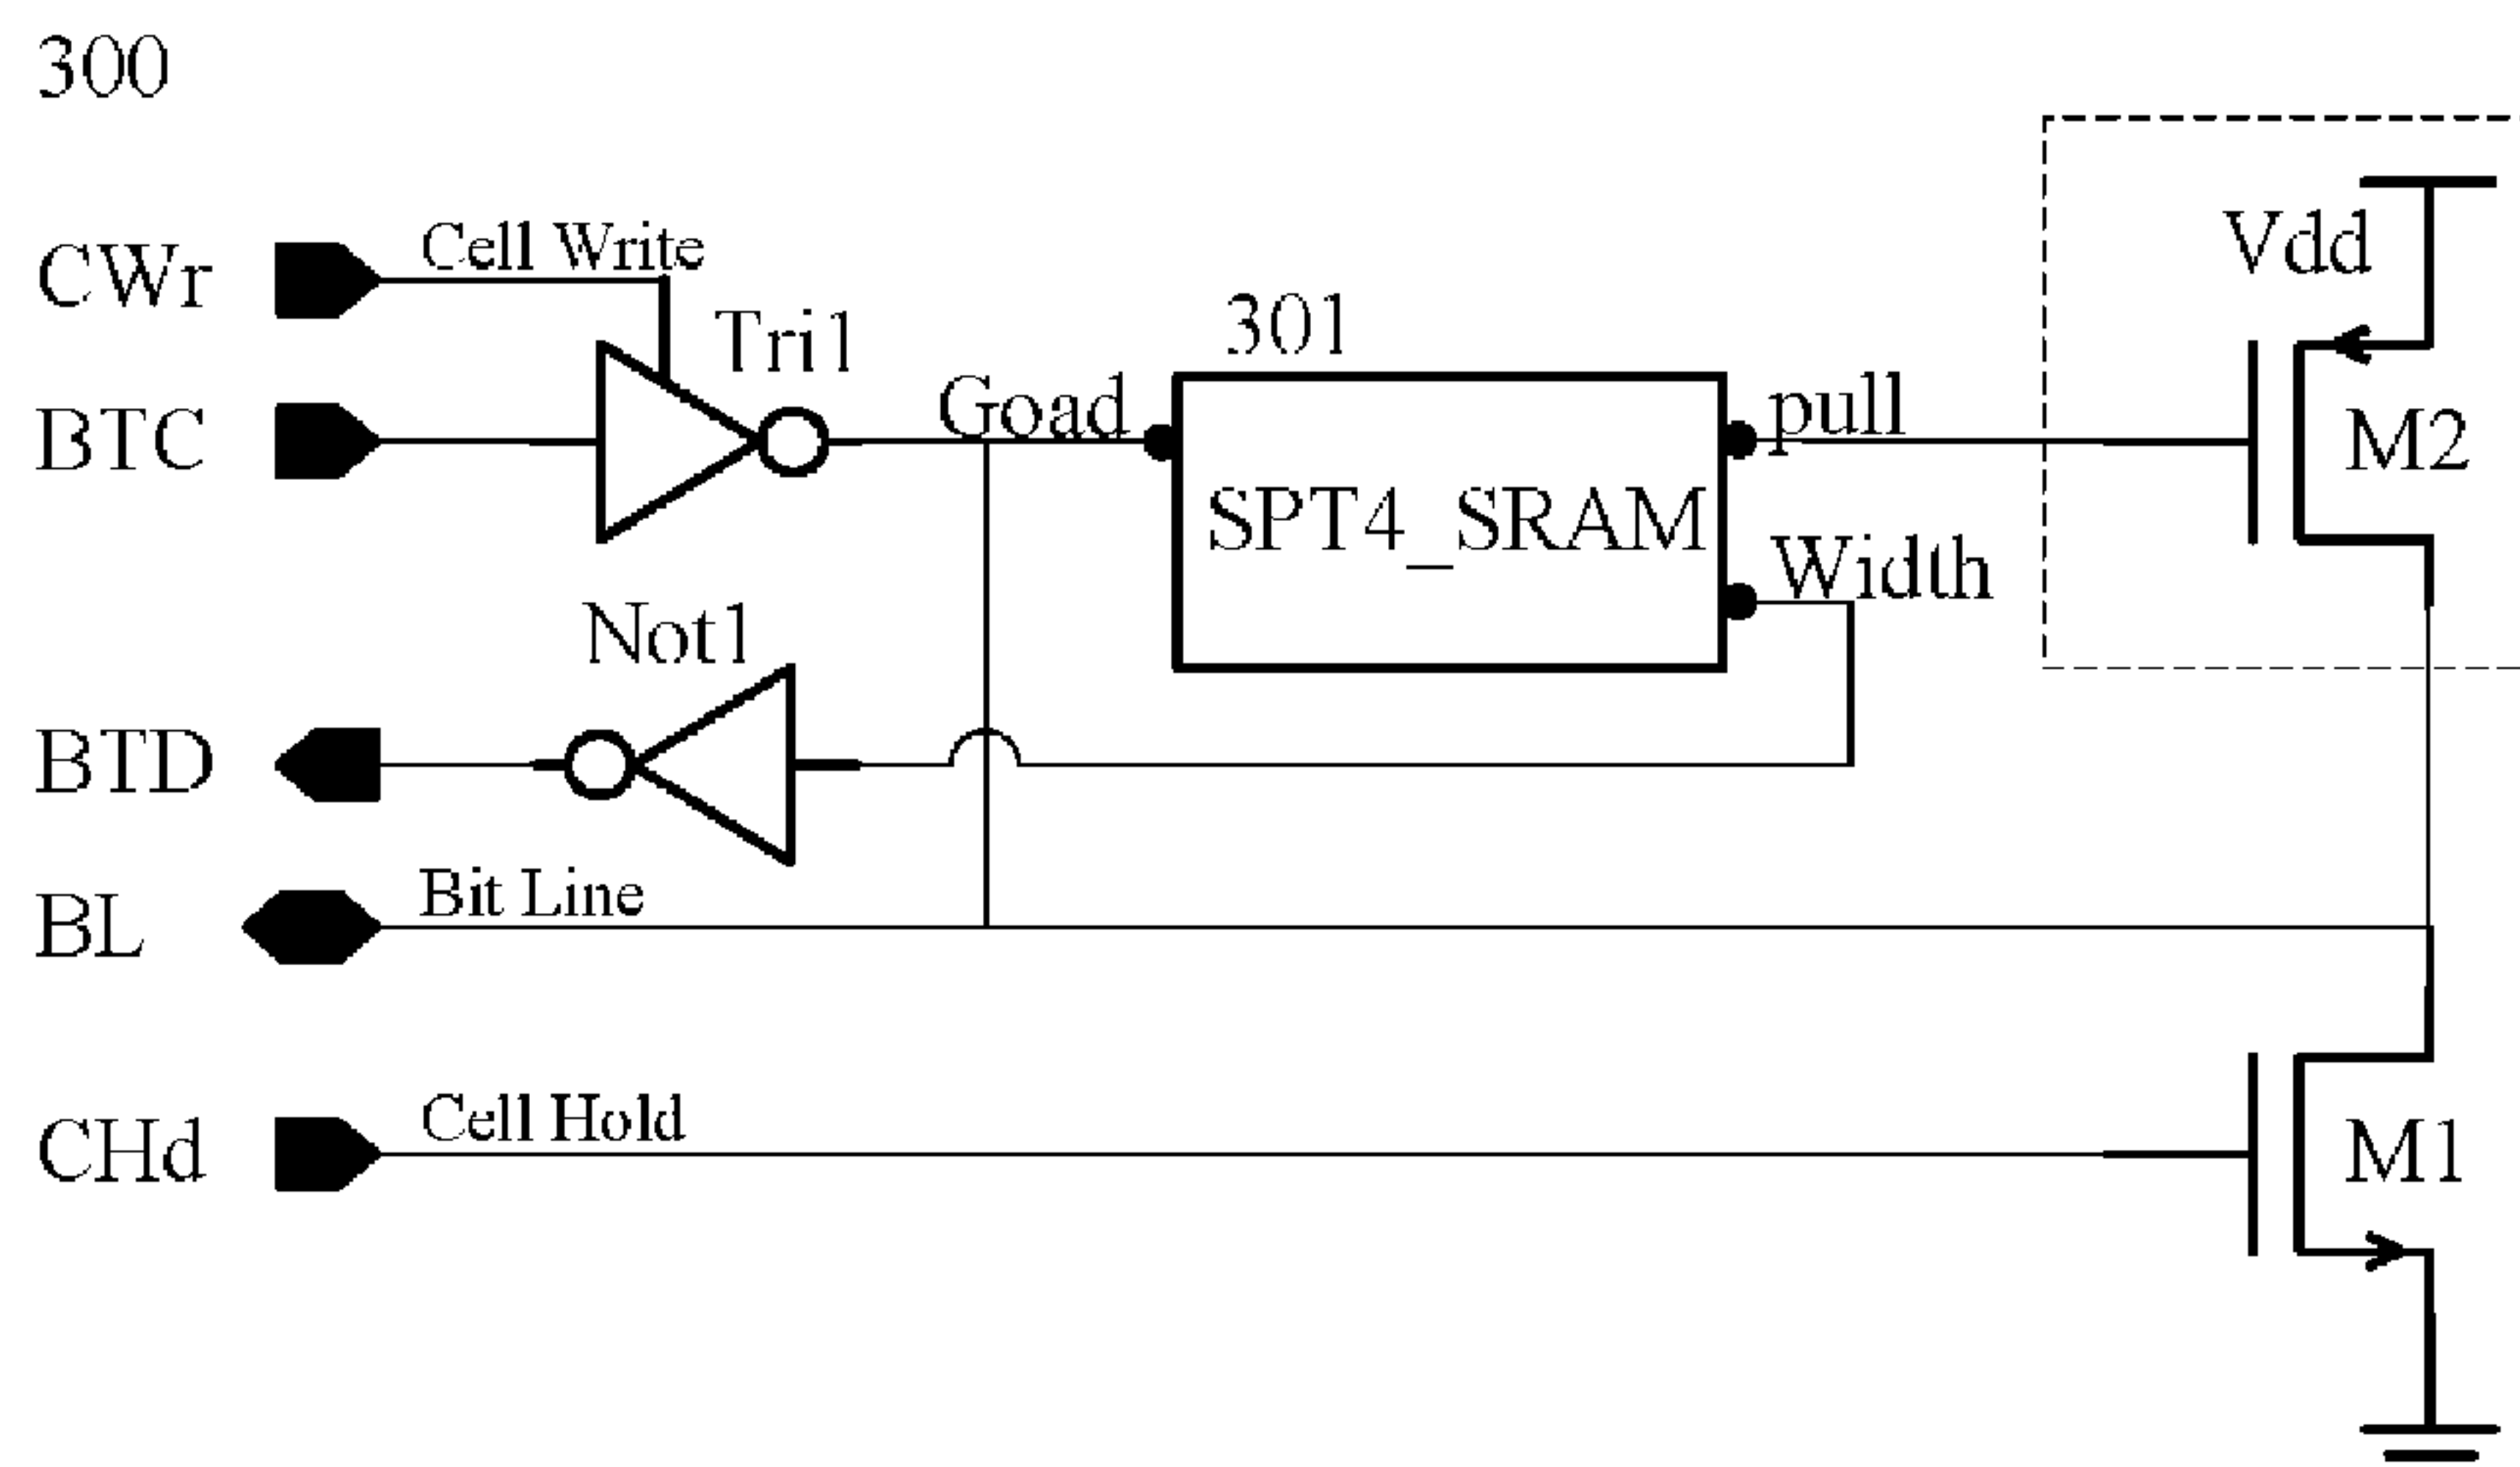 300
CWr
Cell Write
Tri1
301
Vdd
BTC
Goad
pull
M2
SPT4_SRAM
Width
Not1
BTD
BL
Bit Line
CHd
Cell Hold
M1